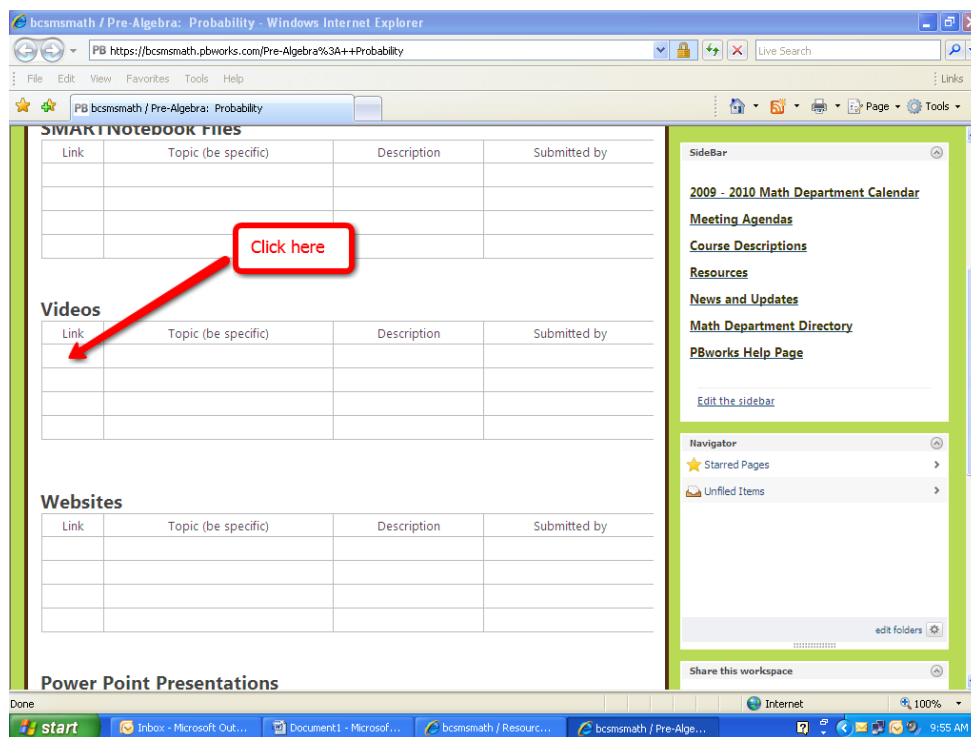 bcsmsmath / Pre-Algebra: Probability - Windows Internet Explorer
PB https://bcsmsmath.pbworks.com/Pre-Algebra%3A++Probability
Live Search
File Edit View Favorites Tools Help
Links
PB bcsmsmath / Pre-Algebra: Probability
Page Tools
SMARTNotebook Files
Link Topic (be specific) Description Submitted by
Click here
Videos
Link Topic (be specific) Description Submitted by
Websites
Link Topic (be specific) Description Submitted by
Power Point Presentations
SideBar
2009 - 2010 Math Department Calendar
Meeting Agendas
Course Descriptions
Resources
News and Updates
Math Department Directory
PBworks Help Page
Edit the sidebar
Navigator
Starred Pages
Unfiled Items
edit folders
Share this workspace
Done
Internet
100%
start
Inbox - Microsoft Out...
Document1 - Microsof...
bcsmsmath / Resourc...
bcsmsmath / Pre-Alge...
9:55 AM